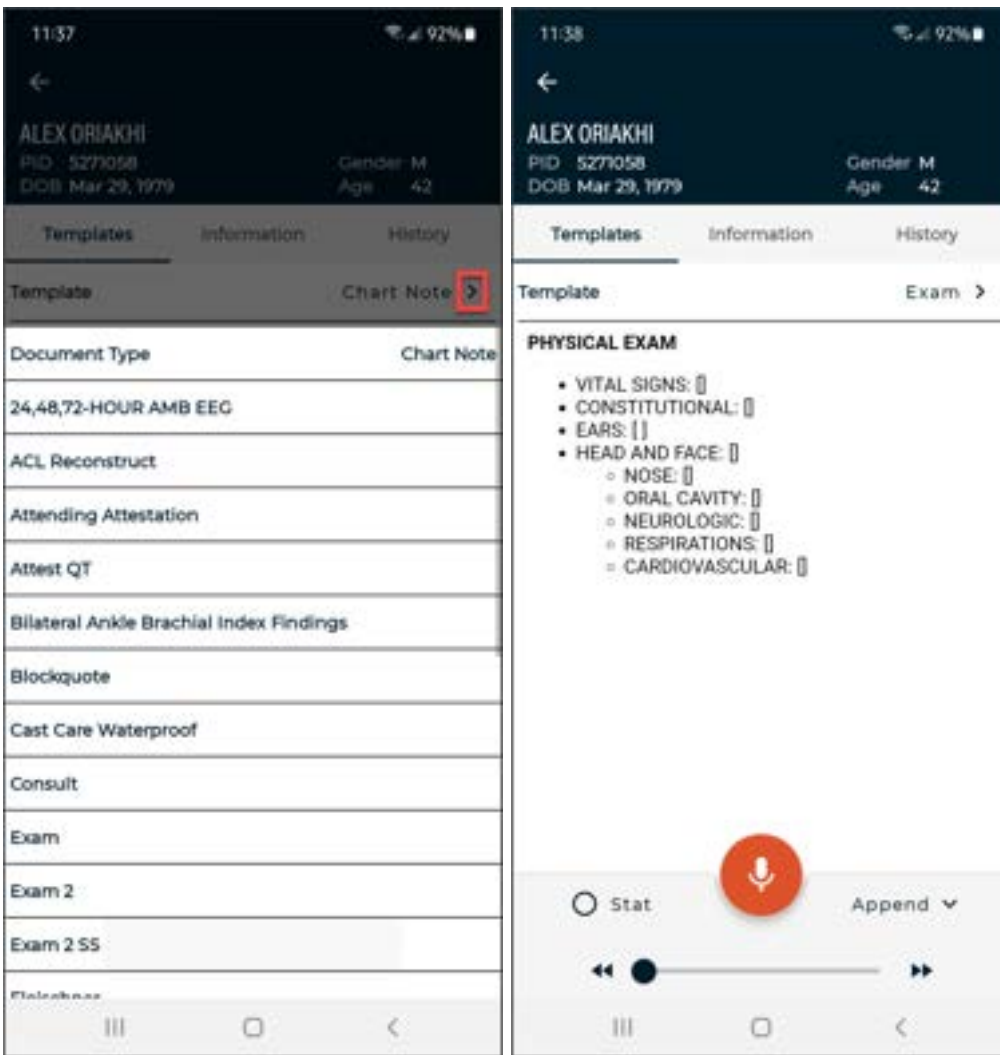 11:37 92%
ALEX ORIAKHI
PID 5271058 Gender M
DOB Mar 29, 1979 Age 42
Templates Information History
Template Chart Note >
Document Type Chart Note
24,48,72-HOUR AMB EEG
ACL Reconstruct
Attending Attestation
Attest QT
Bilateral Ankle Brachial Index Findings
Blockquote
Cast Care Waterproof
Consult
Exam
Exam 2
Exam 2 SS
11:38 92%
ALEX ORIAKHI
PID 5271058 Gender M
DOB Mar 29, 1979 Age 42
Templates Information History
Template Exam >
PHYSICAL EXAM
• VITAL SIGNS: []
• CONSTITUTIONAL: []
• EARS: [ ]
• HEAD AND FACE: []
◦ NOSE: []
◦ ORAL CAVITY: []
◦ NEUROLOGIC: []
◦ RESPIRATIONS: []
◦ CARDIOVASCULAR: []
Stat Append